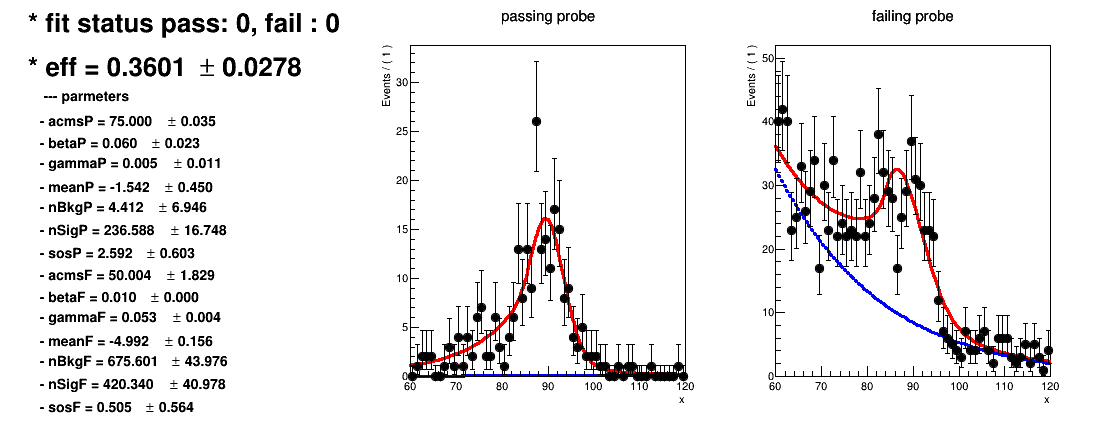 * fit status pass: 0, fail : 0
* eff = 0.3601 ± 0.0278
--- parmeters
- acmsP = 75.000 ± 0.035
- betaP = 0.060 ± 0.023
- gammaP = 0.005 ± 0.011
- meanP = -1.542 ± 0.450
- nBkgP = 4.412 ± 6.946
- nSigP = 236.588 ± 16.748
- sosP = 2.592 ± 0.603
- acmsF = 50.004 ± 1.829
- betaF = 0.010 ± 0.000
- gammaF = 0.053 ± 0.004
- meanF = -4.992 ± 0.156
- nBkgF = 675.601 ± 43.976
- nSigF = 420.340 ± 40.978
- sosF = 0.505 ± 0.564
passing probe
Events / ( 1 )
30
25
20
15
10
5
0
60 70 80 90 100 110 120
x
failing probe
Events / ( 1 )
50
40
30
20
10
0
60 70 80 90 100 110 120
x